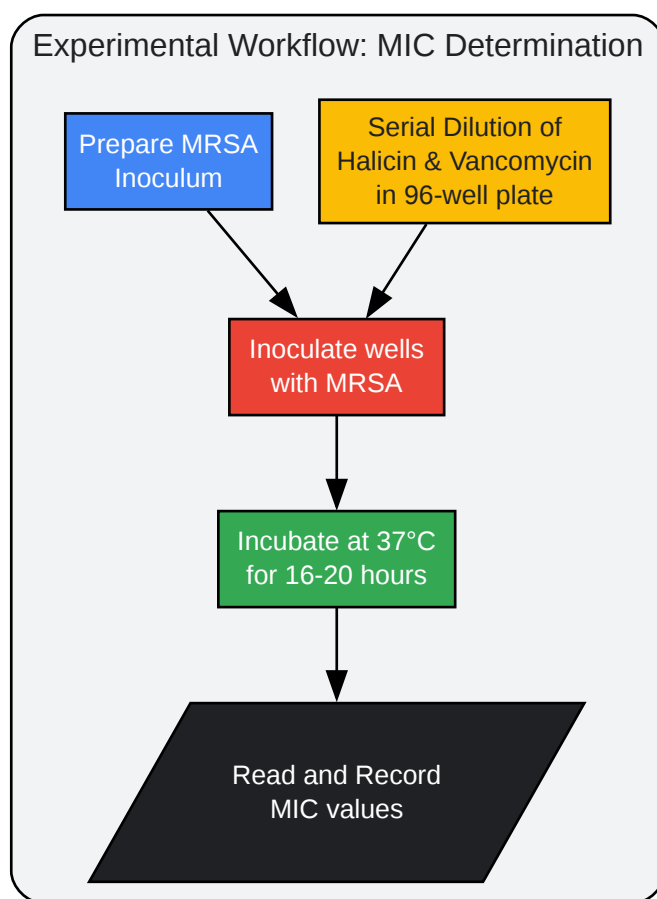 Experimental Workflow: MIC Determination
Prepare MRSA
Inoculum
Serial Dilution of
Halicin & Vancomycin
in 96-well plate
Inoculate wells
with MRSA
Incubate at 37°C
for 16-20 hours
Read and Record
MIC values